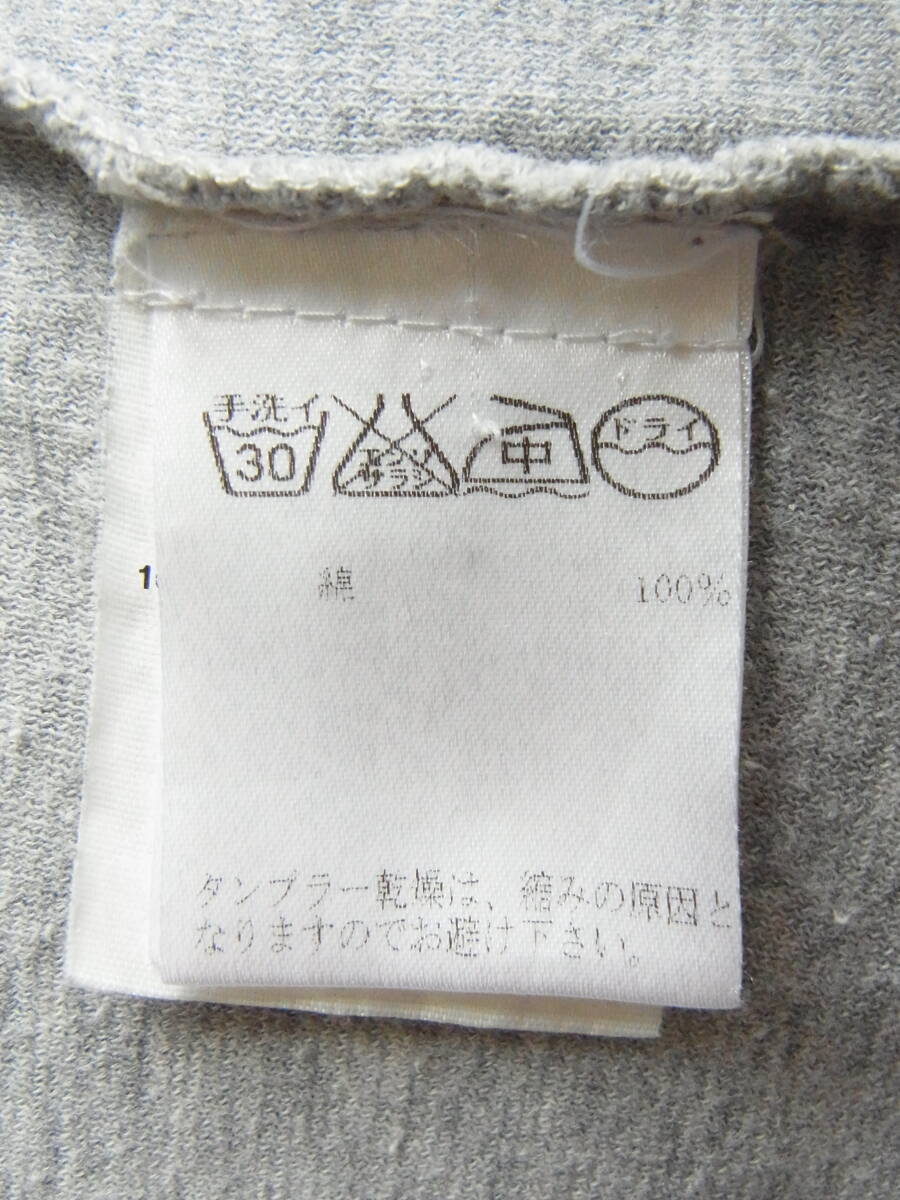 手洗イ
30
エンソ
サラシ
中
ドライ
1
綿 100%
タンブラー乾燥は、縮みの原因と
なりますのでお避け下さい。